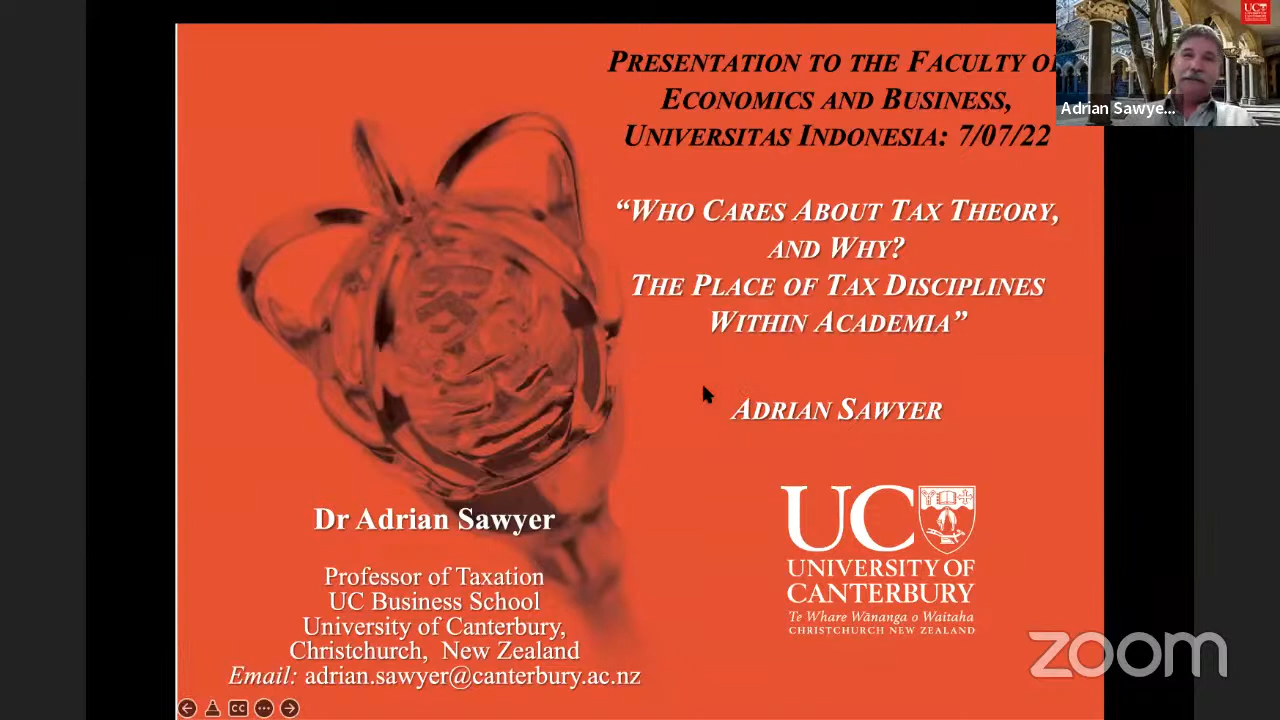 PRESENTATION TO THE FACULTY OF
ECONOMICS AND BUSINESS,
UNIVERSITAS INDONESIA: 7/07/22
"WHO CARES ABOUT TAX THEORY,
AND WHY?
THE PLACE OF TAX DISCIPLINES
WITHIN ACADEMIA"
ADRIAN SAWYER
Dr Adrian Sawyer
Professor of Taxation
UC Business School
University of Canterbury,
Christchurch, New Zealand
Email: adrian.sawyer@canterbury.ac.nz
UC
UNIVERSITY OF
CANTERBURY
Te Whare Wānanga o Waitaha
CHRISTCHURCH NEW ZEALAND
UC
Adrian Sawye...
CC
zoom